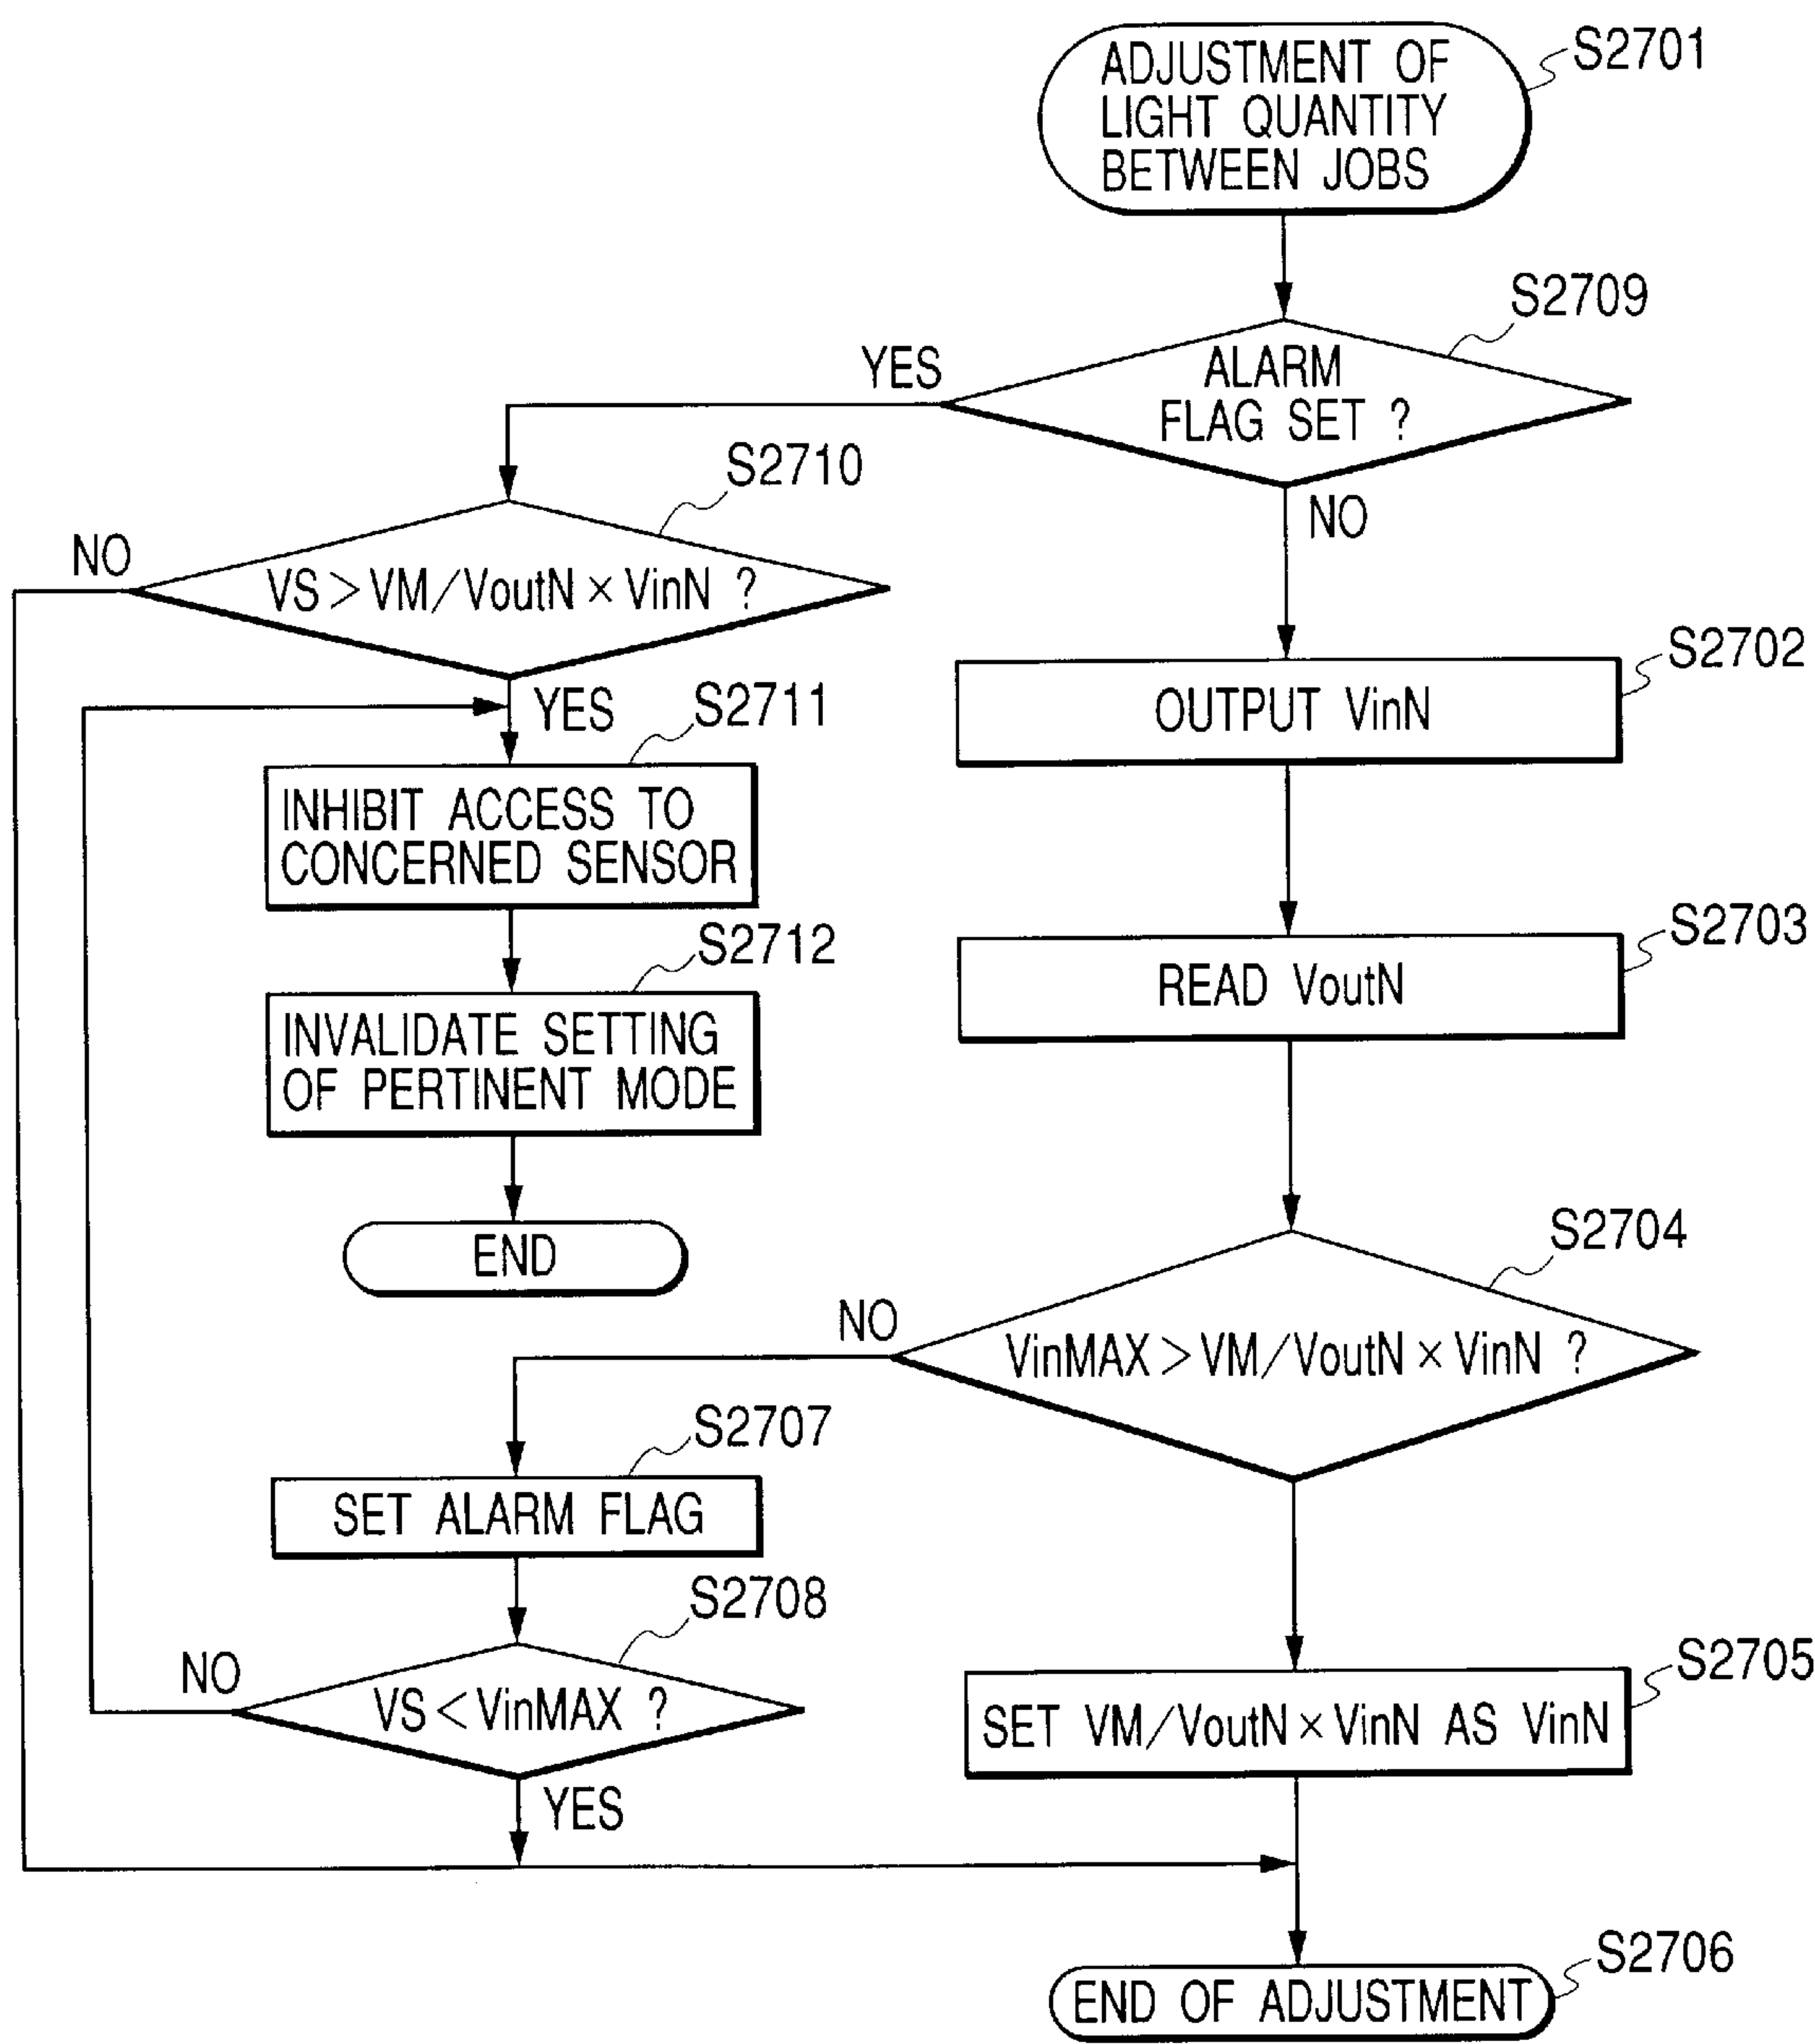 ADJUSTMENT OF
LIGHT QUANTITY
BETWEEN JOBS
S2701
S2709
ALARM
FLAG SET ?
YES
NO
S2710
VS > VM/VoutN × VinN ?
NO
YES
S2702
OUTPUT VinN
S2711
INHIBIT ACCESS TO
CONCERNED SENSOR
S2703
READ VoutN
S2712
INVALIDATE SETTING
OF PERTINENT MODE
END
S2704
VinMAX > VM/VoutN × VinN ?
NO
S2707
SET ALARM FLAG
S2708
VS < VinMAX ?
NO
YES
S2705
SET VM/VoutN × VinN AS VinN
S2706
END OF ADJUSTMENT